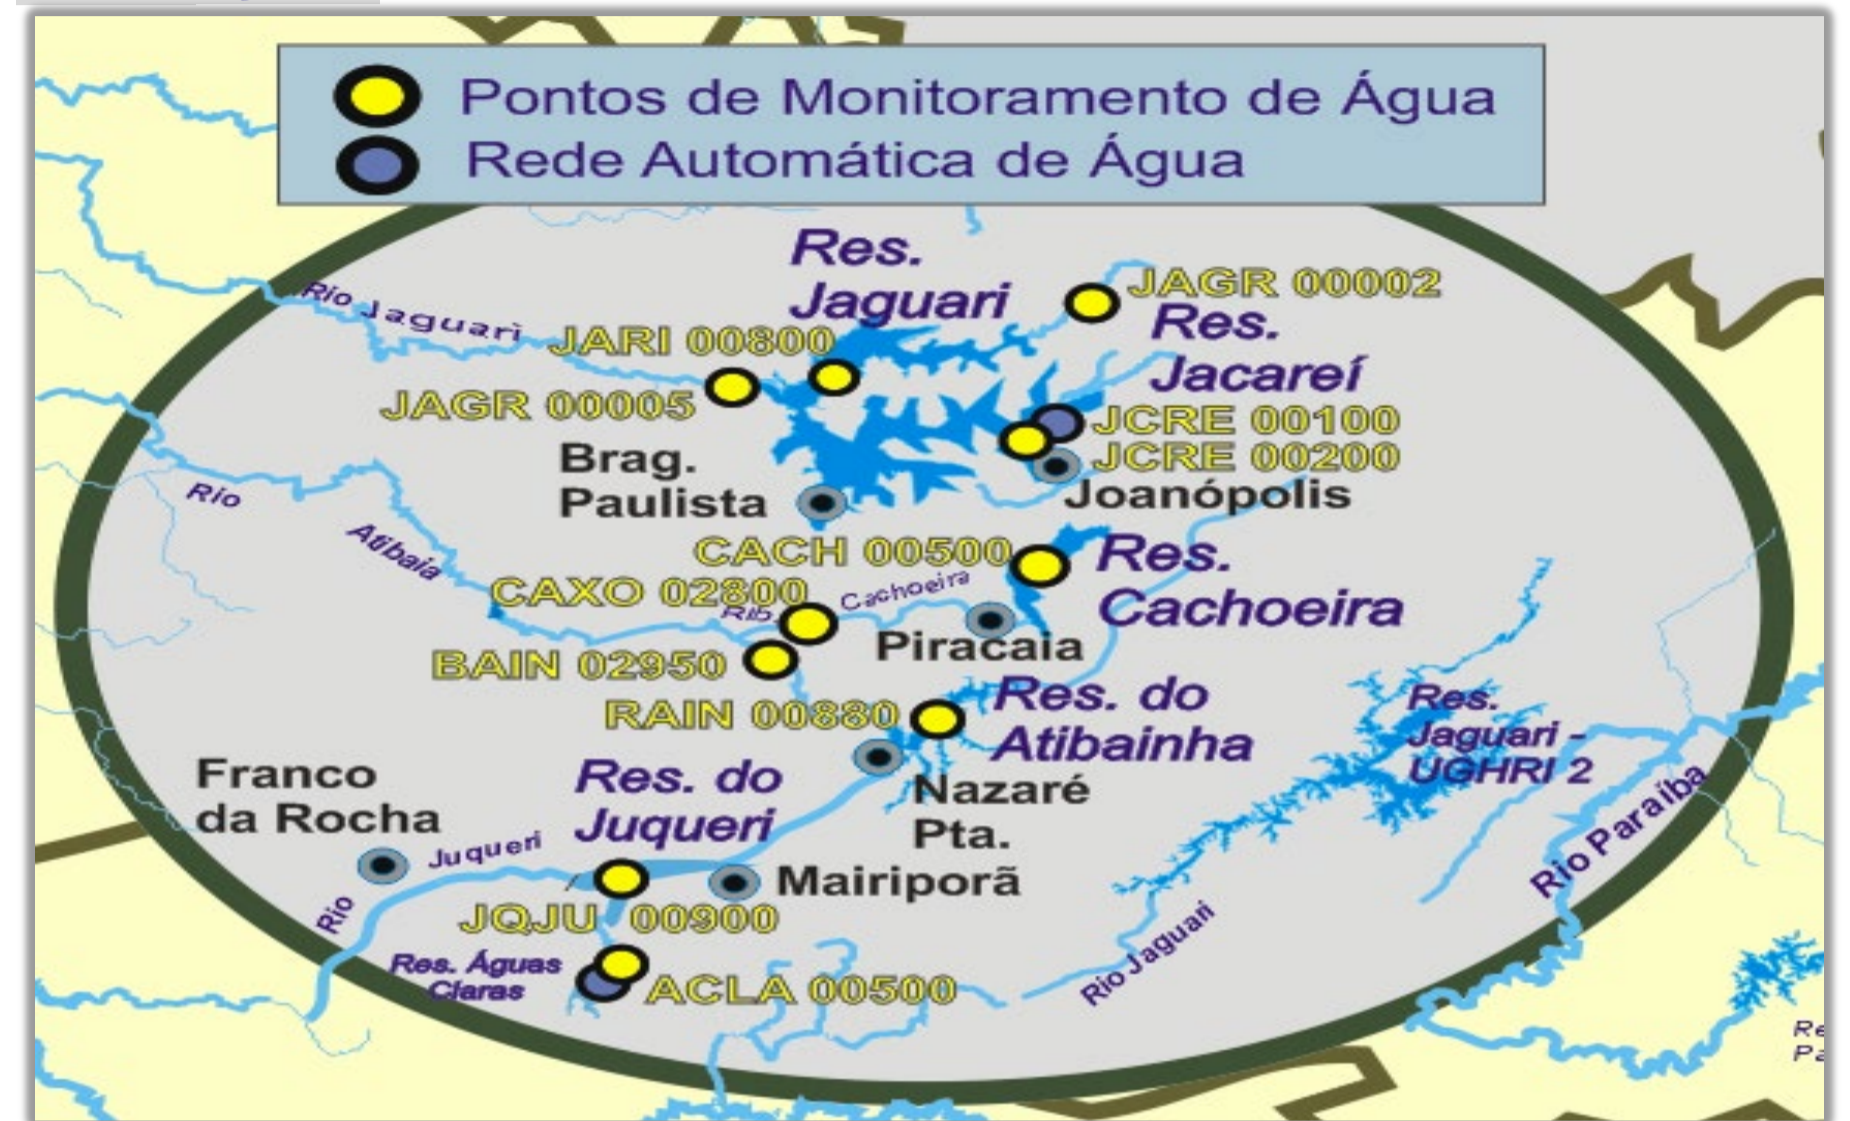 Pontos de Monitoramento de Água
Rede Automática de Água
Res.
Jaguari
JAGR 00002
Res.
Jacareí
Rio Jaguari
JARI 00800
JAGR 00005
JCRE 00100
JCRE 00200
Joanópolis
Brag.
Paulista
Rio
Atibaia
CACH 00500
Res.
Cachoeira
CAXO 02800
Rib.
Cachoeira
Piracaia
BAIN 02950
RAIN 00880
Res. do
Atibainha
Res.
Jaguari -
UGHRI 2
Rio Paraíba
Nazaré
Pta.
Franco
da Rocha
Res. do
Juqueri
Rio
Juqueri
Mairiporã
JQJU 00900
Res. Águas
Claras
ACLA 00500
Rio Jaguari